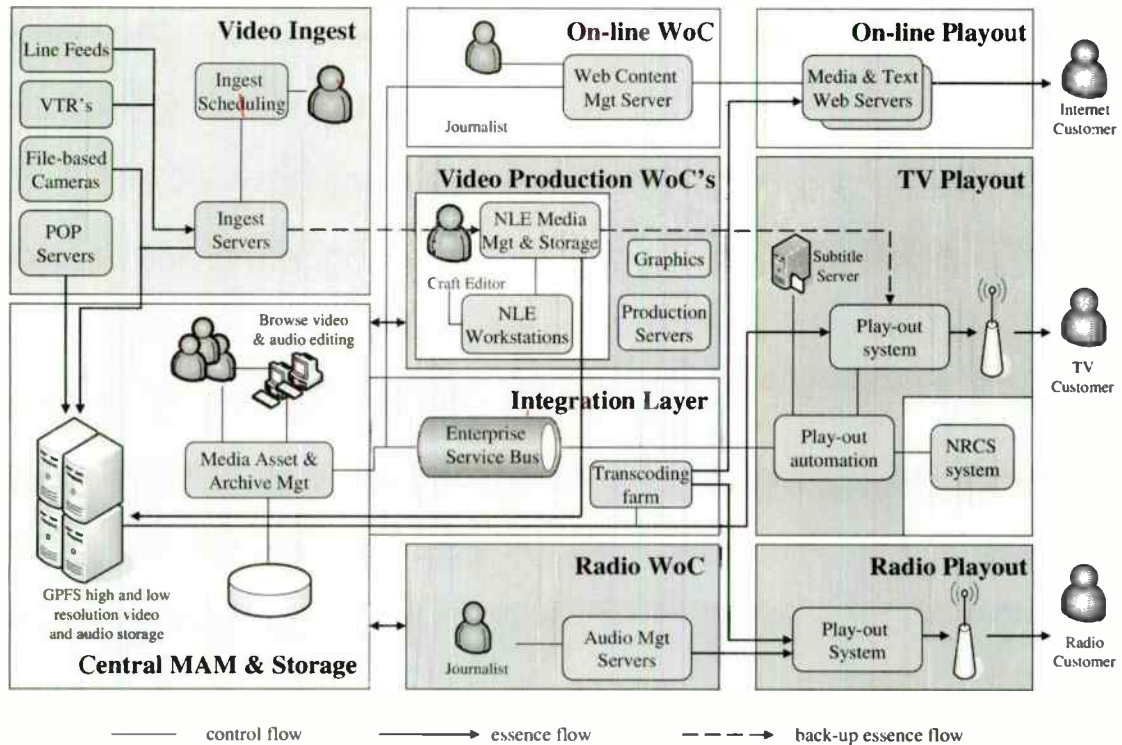 Video Ingest
Line Feeds
VTR's
File-based
Cameras
POP
Servers
Ingest
Scheduling
Ingest
Servers
On-line WoC
Journalist
Web Content
Mgt Server
On-line Playout
Media & Text
Web Servers
Internet
Customer
Video Production WoC's
NLE Media
Mgt & Storage
Craft Editor
NLE
Workstations
Graphics
Production
Servers
TV Playout
Subtitle
Server
Play-out
system
Play-out
automation
NRCS
system
TV
Customer
Browse video
& audio editing
Media Asset &
Archive Mgt
GPFS high and low
resolution video
and audio storage
Central MAM & Storage
Integration Layer
Enterprise
Service Bus
Transcoding
farm
Radio WoC
Journalist
Audio Mgt
Servers
Radio Playout
Play-out
System
Radio
Customer
control flow
essence flow
back-up essence flow